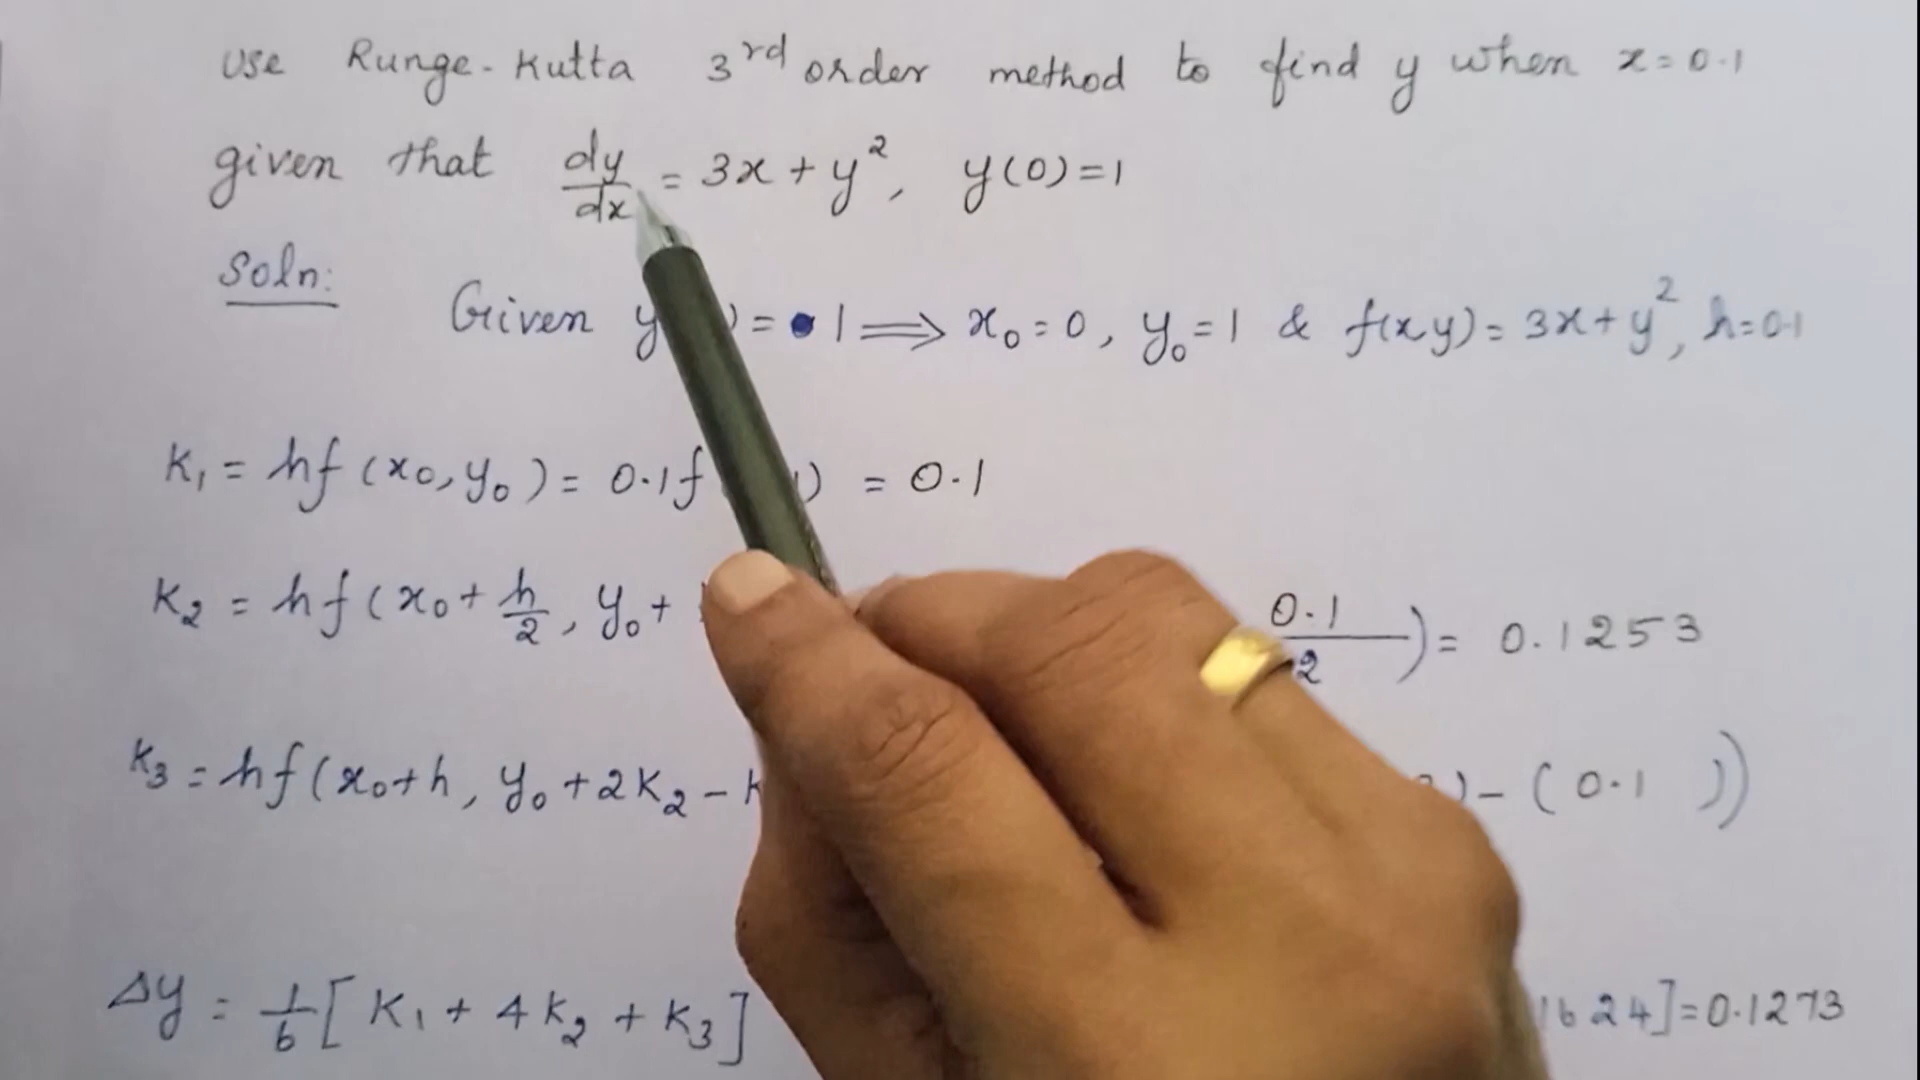 Use Runge-Kutta 3rd order method to find y when x=0.1
given that dy/dx = 3x + y², y(0)=1
Soln:
Given y ) = 1 ⟹ x₀=0, y₀=1 & f(x,y)=3x+y², h=0.1
K₁ = hf(x₀,y₀) = 0.1f 1) = 0.1
K₂ = hf(x₀+h/2, y₀+ 0.1/2) = 0.1253
K₃ = hf(x₀+h, y₀+2K₂- )-(0.1 ))
Δy = 1/6[K₁ + 4K₂ + K₃] 1624]=0.1273